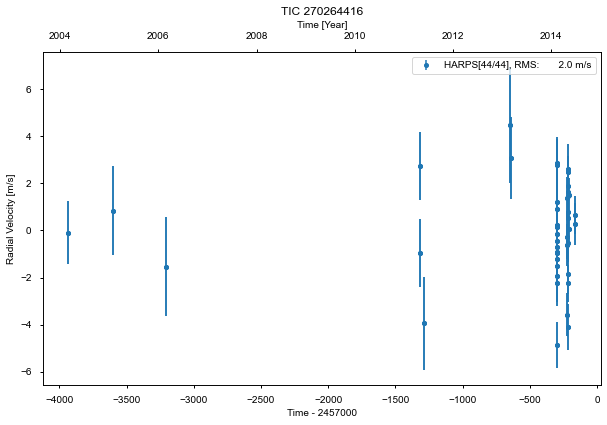 TIC 270264416
Time [Year]
2004 2006 2008 2010 2012 2014
HARPS[44/44], RMS: 2.0 m/s
6
4
2
0
−2
−4
−6
Radial Velocity [m/s]
−4000 −3500 −3000 −2500 −2000 −1500 −1000 −500 0
Time - 2457000